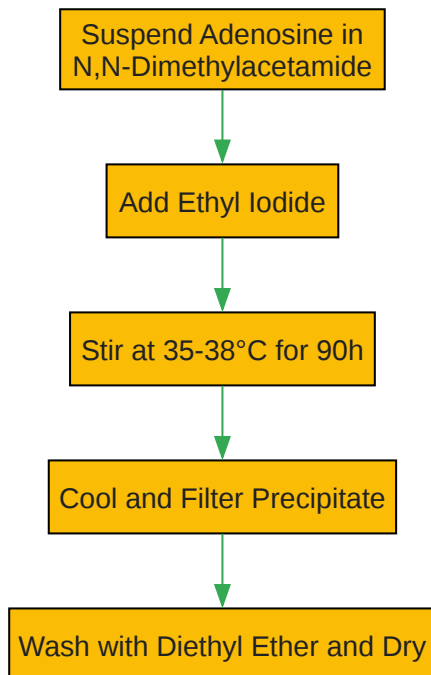 Suspend Adenosine in
N,N-Dimethylacetamide
Add Ethyl Iodide
Stir at 35-38°C for 90h
Cool and Filter Precipitate
Wash with Diethyl Ether and Dry